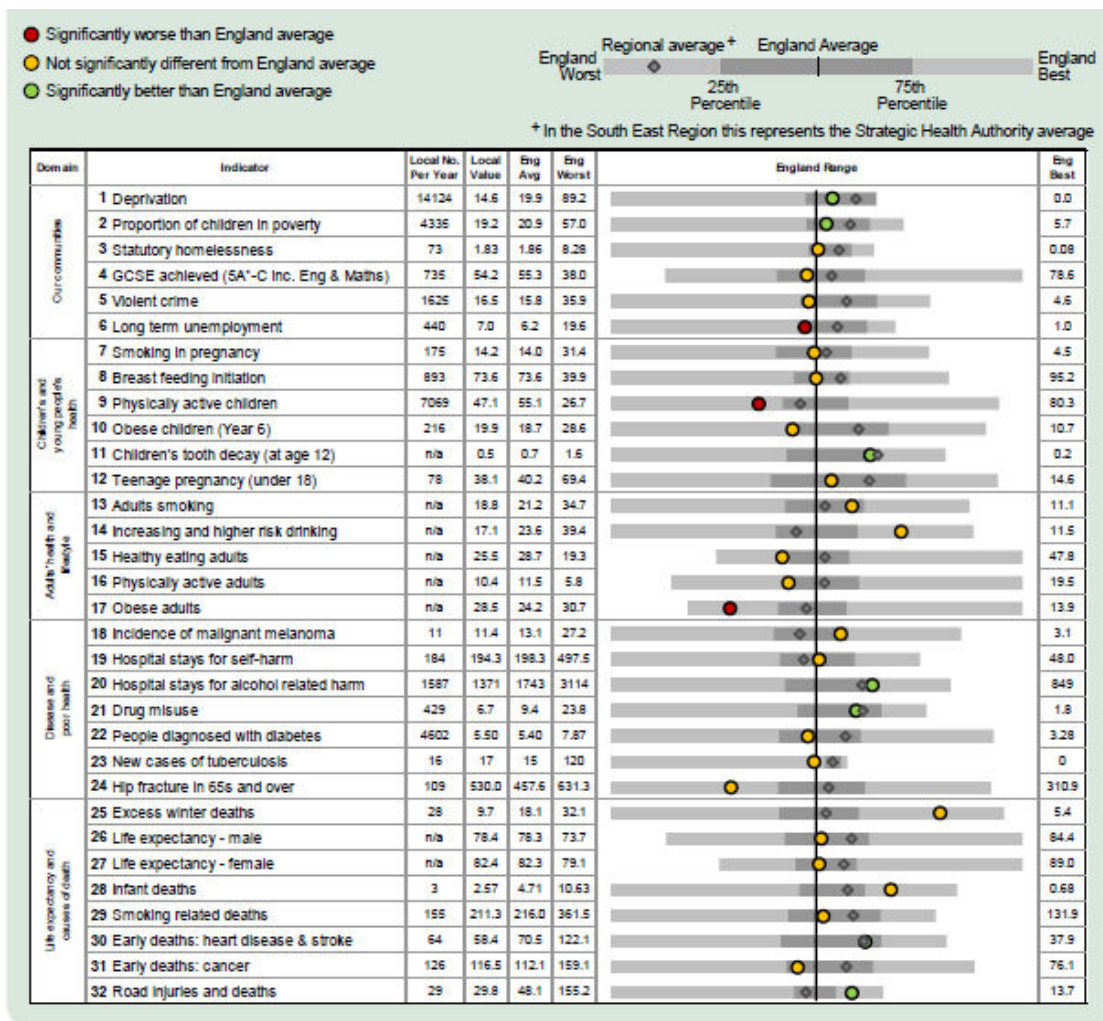 Significantly worse than England average
Not significantly different from England average
Significantly better than England average
Regional average+ England Average
England Worst
England Best
25th Percentile
75th Percentile
+ In the South East Region this represents the Strategic Health Authority average
Domain Indicator Local No. Per Year Local Value Eng Avg Eng Worst England Range Eng Best
Our communities
1 Deprivation 14124 14.6 19.9 89.2 0.0
2 Proportion of children in poverty 4335 19.2 20.9 57.0 5.7
3 Statutory homelessness 73 1.83 1.86 8.28 0.08
4 GCSE achieved (5A*-C inc. Eng & Maths) 735 54.2 55.3 38.0 78.6
5 Violent crime 1625 16.5 15.8 35.9 4.6
6 Long term unemployment 440 7.0 6.2 19.6 1.0
Children's and young people's health
7 Smoking in pregnancy 175 14.2 14.0 31.4 4.5
8 Breast feeding initiation 893 73.6 73.6 39.9 95.2
9 Physically active children 7069 47.1 55.1 26.7 80.3
10 Obese children (Year 6) 216 19.9 18.7 28.6 10.7
11 Children's tooth decay (at age 12) n/a 0.5 0.7 1.6 0.2
12 Teenage pregnancy (under 18) 78 38.1 40.2 69.4 14.6
Adults' health and lifestyle
13 Adults smoking n/a 18.8 21.2 34.7 11.1
14 Increasing and higher risk drinking n/a 17.1 23.6 39.4 11.5
15 Healthy eating adults n/a 25.5 28.7 19.3 47.8
16 Physically active adults n/a 10.4 11.5 5.8 19.5
17 Obese adults n/a 28.5 24.2 30.7 13.9
Disease and poor health
18 Incidence of malignant melanoma 11 11.4 13.1 27.2 3.1
19 Hospital stays for self-harm 184 194.3 198.3 497.5 48.0
20 Hospital stays for alcohol related harm 1587 1371 1743 3114 849
21 Drug misuse 429 6.7 9.4 23.8 1.8
22 People diagnosed with diabetes 4602 5.50 5.40 7.87 3.28
23 New cases of tuberculosis 16 17 15 120 0
24 Hip fracture in 65s and over 109 530.0 457.6 631.3 310.9
Life expectancy and causes of death
25 Excess winter deaths 28 9.7 18.1 32.1 5.4
26 Life expectancy - male n/a 78.4 78.3 73.7 84.4
27 Life expectancy - female n/a 82.4 82.3 79.1 89.0
28 Infant deaths 3 2.57 4.71 10.63 0.68
29 Smoking related deaths 155 211.3 216.0 361.5 131.9
30 Early deaths: heart disease & stroke 64 58.4 70.5 122.1 37.9
31 Early deaths: cancer 126 116.5 112.1 159.1 76.1
32 Road injuries and deaths 29 29.8 48.1 155.2 13.7